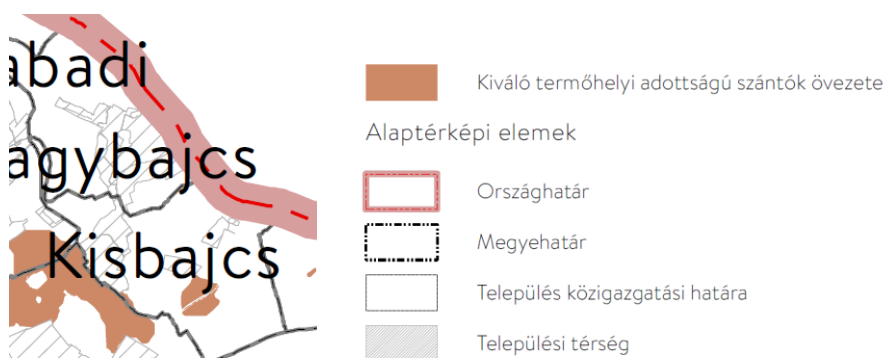 abadi
agybajcs
Kisbajcs
Kiváló termőhelyi adottságú szántók övezete
Alaptérképi elemek
Országhatár
Megyehatár
Település közigazgatási határa
Települési térség